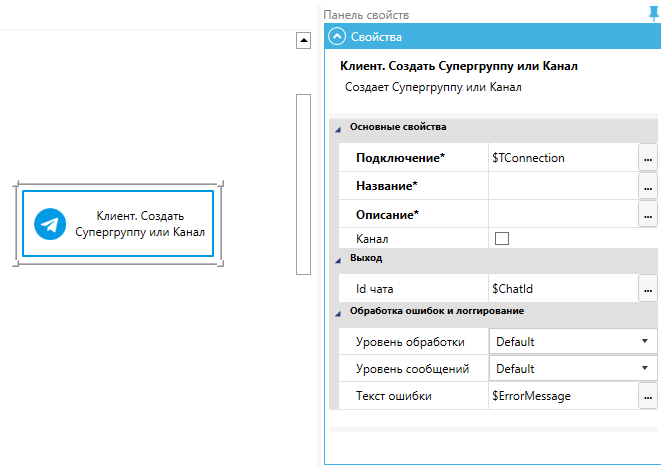 Панель свойств
Свойства
Клиент. Создать Супергруппу или Канал
Создает Супергруппу или Канал
Основные свойства
Подключение* $TConnection ...
Название* ...
Описание* ...
Канал
Выход
Id чата $ChatId ...
Обработка ошибок и логгирование
Уровень обработки Default
Уровень сообщений Default
Текст ошибки $ErrorMessage ...
Клиент. Создать
Супергруппу или Канал